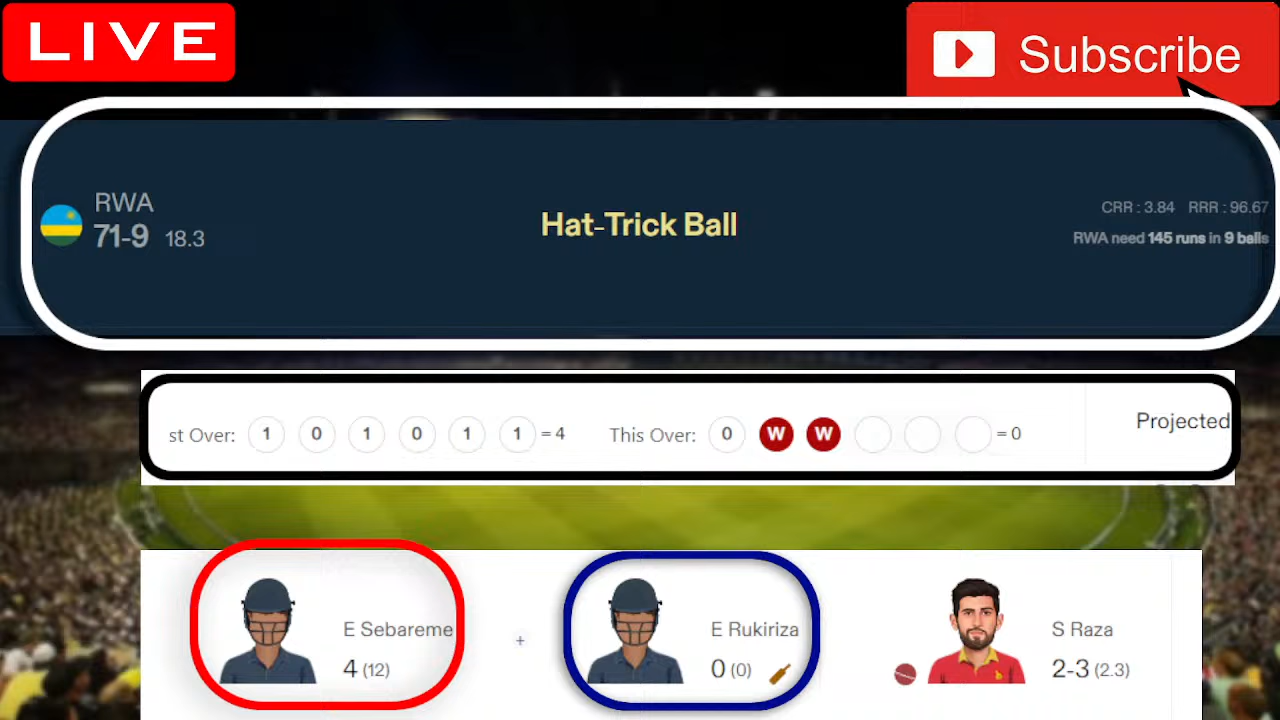 LIVE
Subscribe
RWA
71-9 18.3
Hat-Trick Ball
CRR : 3.84 RRR : 96.67
RWA need 145 runs in 9 balls
st Over: 1 0 1 0 1 1 = 4 This Over: 0 W W = 0
Projected
E Sebareme
4 (12)
+
E Rukiriza
0 (0)
S Raza
2-3 (2.3)